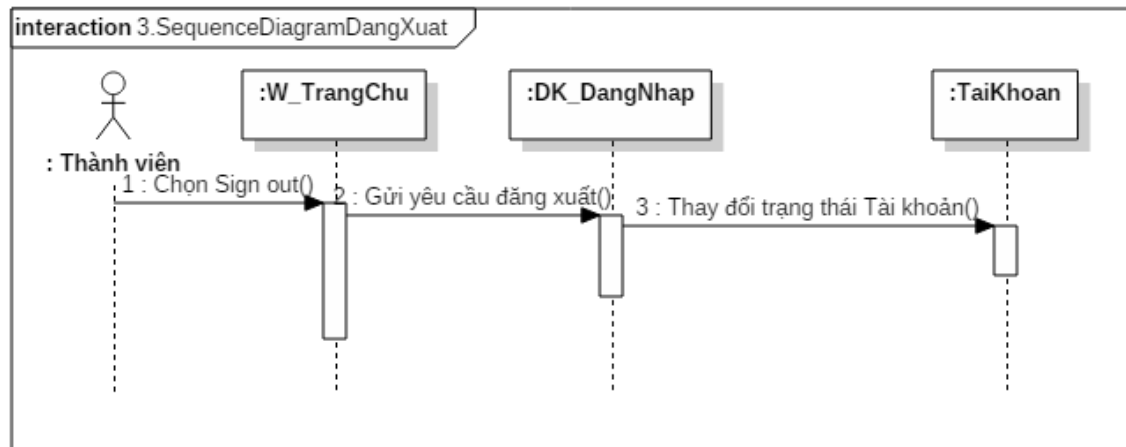 interaction 3.SequenceDiagramDangXuat
:W_TrangChu
:DK_DangNhap
:TaiKhoan
: Thành viên
1 : Chọn Sign out()
2 : Gửi yêu cầu đăng xuất()
3 : Thay đổi trạng thái Tài khoản()